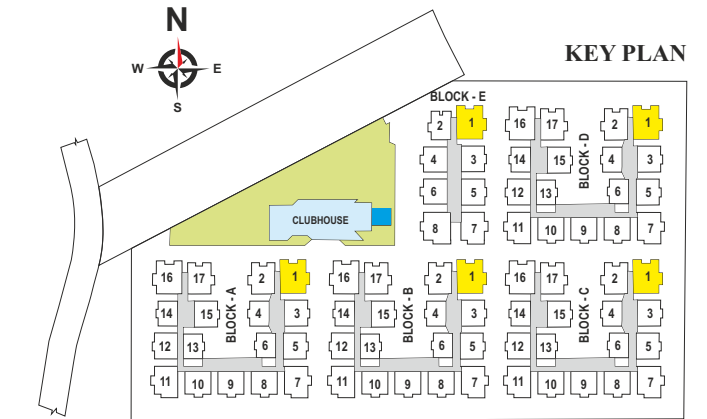 N
W E
S
KEY PLAN
BLOCK - E
2 1
4 3
6 5
8 7
16 17 2 1
14 15 4 3
12 13 6 5
11 10 9 8 7
BLOCK - D
CLUBHOUSE
16 17 2 1
14 15 4 3
12 13 6 5
11 10 9 8 7
BLOCK - A
16 17 2 1
14 15 4 3
12 13 6 5
11 10 9 8 7
BLOCK - B
16 17 2 1
14 15 4 3
12 13 6 5
11 10 9 8 7
BLOCK - C